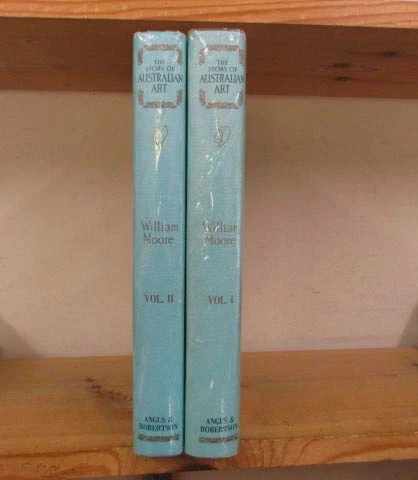 THE
STORY OF
AUSTRALIAN
ART
William
Moore
VOL. II
ANGUS &
ROBERTSON
THE
STORY OF
AUSTRALIAN
ART
William
Moore
VOL. I
ANGUS &
ROBERTSON